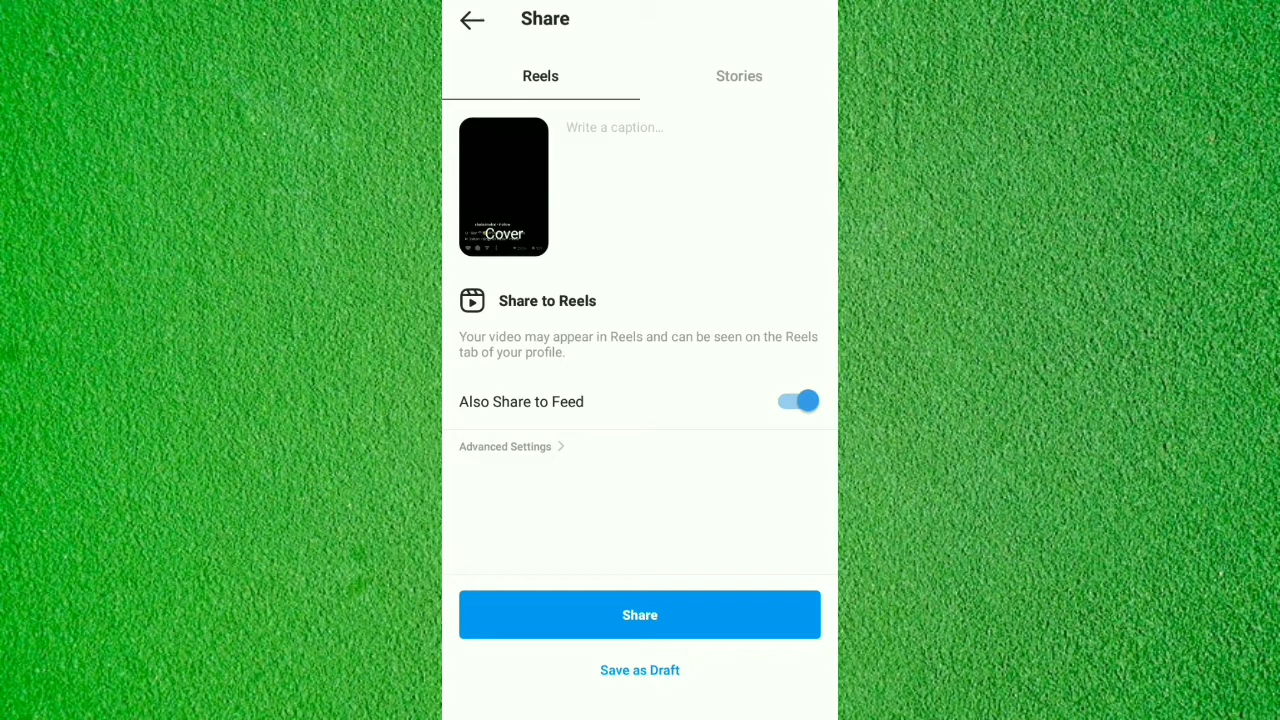 Share
Reels
Stories
Write a caption...
Cover
Share to Reels
Your video may appear in Reels and can be seen on the Reels
tab of your profile.
Also Share to Feed
Advanced Settings
Share
Save as Draft